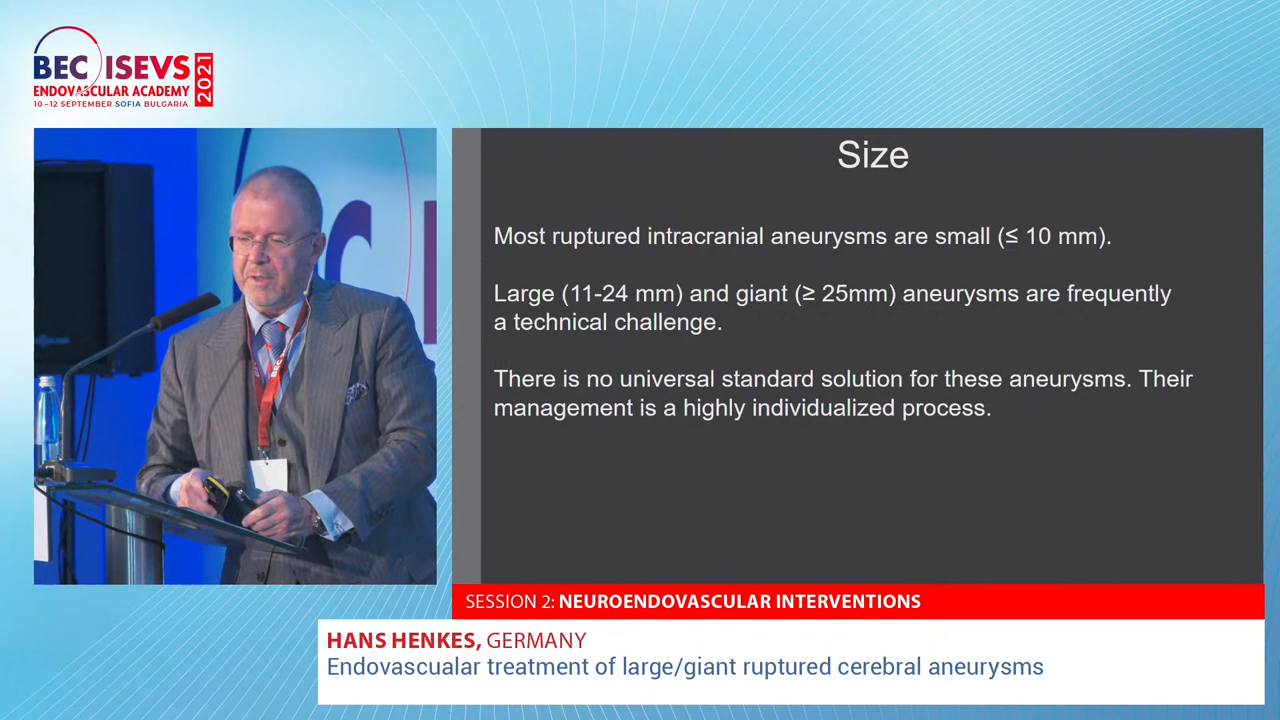 BEC ISEVS
2021
ENDOVASCULAR ACADEMY
10–12 SEPTEMBER SOFIA BULGARIA
Size
Most ruptured intracranial aneurysms are small (≤ 10 mm).
Large (11-24 mm) and giant (≥ 25mm) aneurysms are frequently
a technical challenge.
There is no universal standard solution for these aneurysms. Their
management is a highly individualized process.
SESSION 2: NEUROENDOVASCULAR INTERVENTIONS
HANS HENKES, GERMANY
Endovascualar treatment of large/giant ruptured cerebral aneurysms